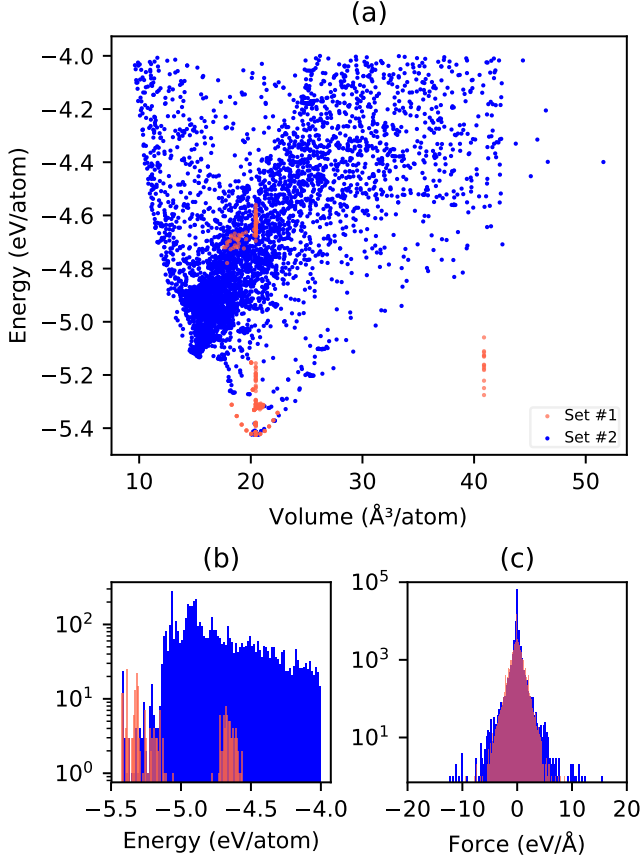 (a)
−4.0
−4.2
−4.4
−4.6
−4.8
−5.0
−5.2
−5.4
Energy (eV/atom)
Set #1
Set #2
10 20 30 40 50
Volume (Å³/atom)
(b) (c)
10² 10¹ 10⁰
−5.5 −5.0 −4.5 −4.0
Energy (eV/atom)
10⁵ 10³ 10¹
−20 −10 0 10 20
Force (eV/Å)